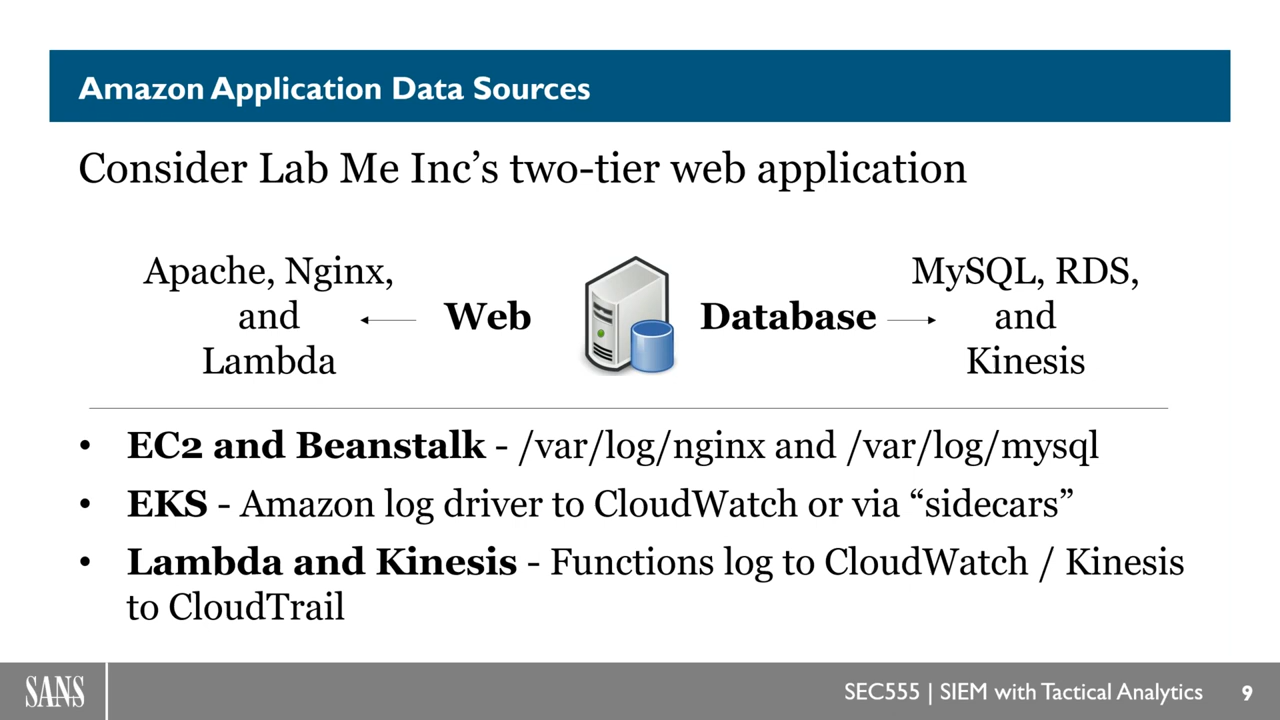 Amazon Application Data Sources
Consider Lab Me Inc’s two-tier web application
Apache, Nginx,
and
Lambda
Web
Database
MySQL, RDS,
and
Kinesis
• EC2 and Beanstalk - /var/log/nginx and /var/log/mysql
• EKS - Amazon log driver to CloudWatch or via “sidecars”
• Lambda and Kinesis - Functions log to CloudWatch / Kinesis
to CloudTrail
SANS
SEC555 | SIEM with Tactical Analytics
9